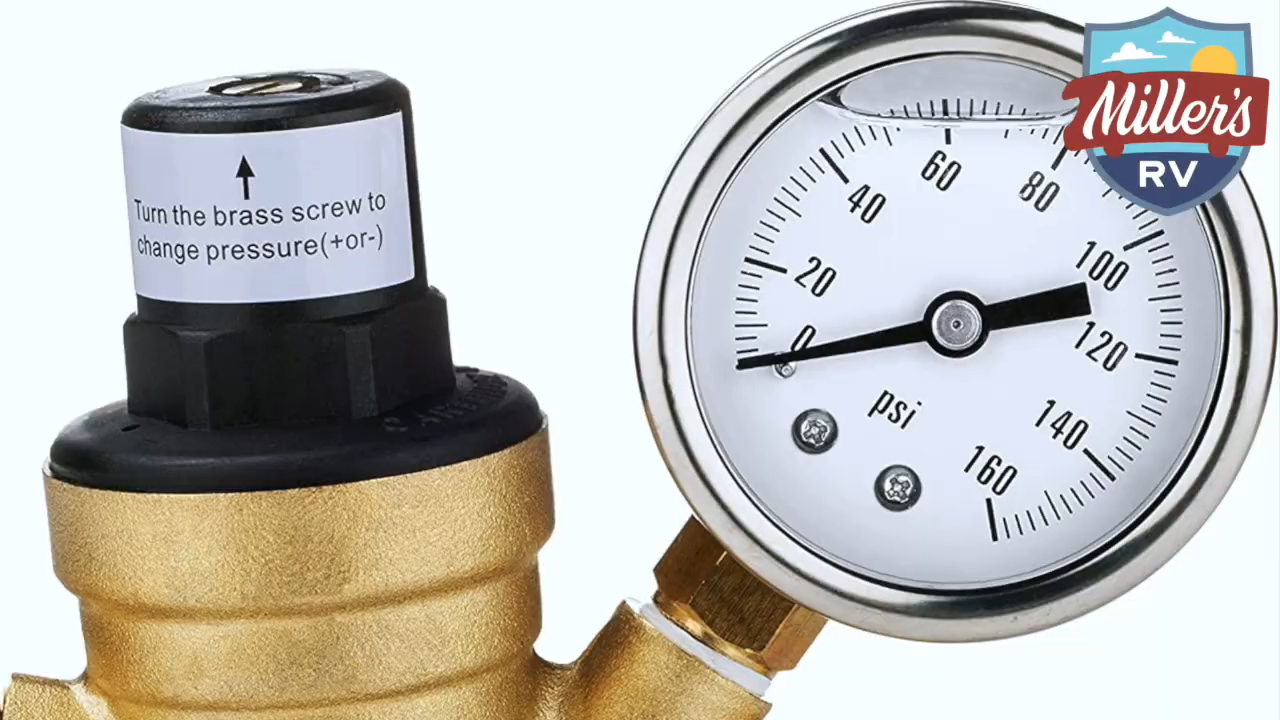 Turn the brass screw to
change pressure(+or-)
0
20
40
60
80
100
120
140
160
psi
Miller's
RV